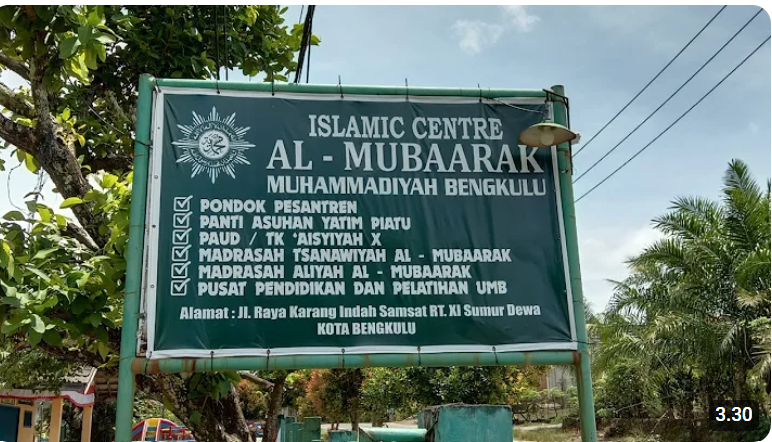 ISLAMIC CENTRE
AL - MUBAARAK
MUHAMMADIYAH BENGKULU
PONDOK PESANTREN
PANTI ASUHAN YATIM PIATU
PAUD / TK 'AISYIYAH X
MADRASAH TSANAWIYAH AL - MUBAARAK
MADRASAH ALIYAH AL - MUBAARAK
PUSAT PENDIDIKAN DAN PELATIHAN UMB
Alamat : Jl. Raya Karang Indah Samsat RT. XI Sumur Dewa
KOTA BENGKULU
3.30